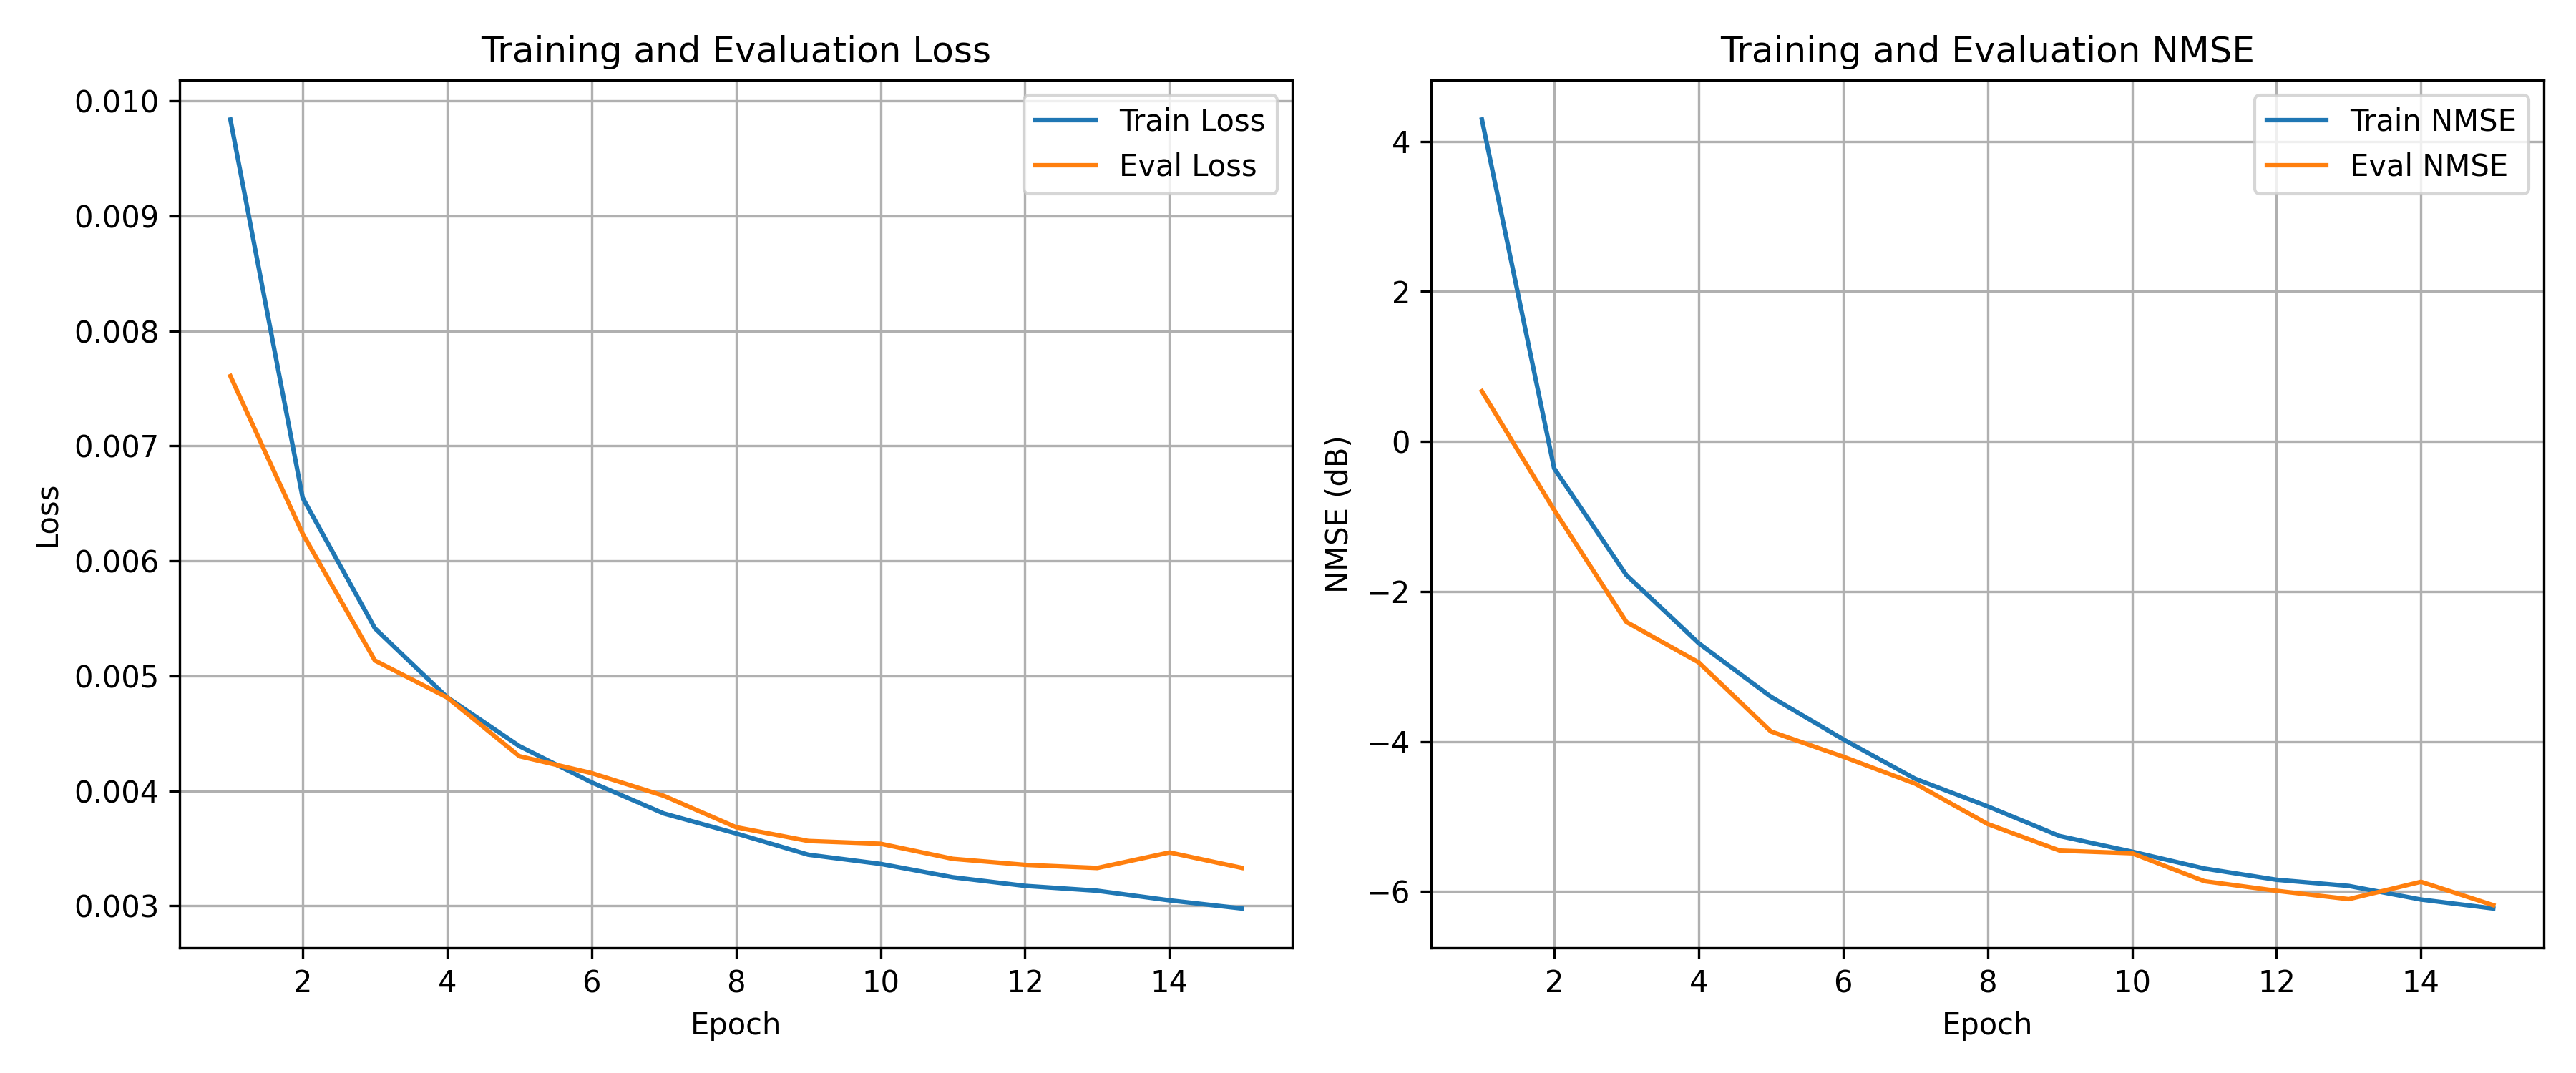 Training and Evaluation Loss
0.010
0.009
0.008
0.007
0.006
0.005
0.004
0.003
Loss
Train Loss
Eval Loss
2 4 6 8 10 12 14
Epoch
Training and Evaluation NMSE
4
2
0
−2
−4
−6
NMSE (dB)
Train NMSE
Eval NMSE
2 4 6 8 10 12 14
Epoch